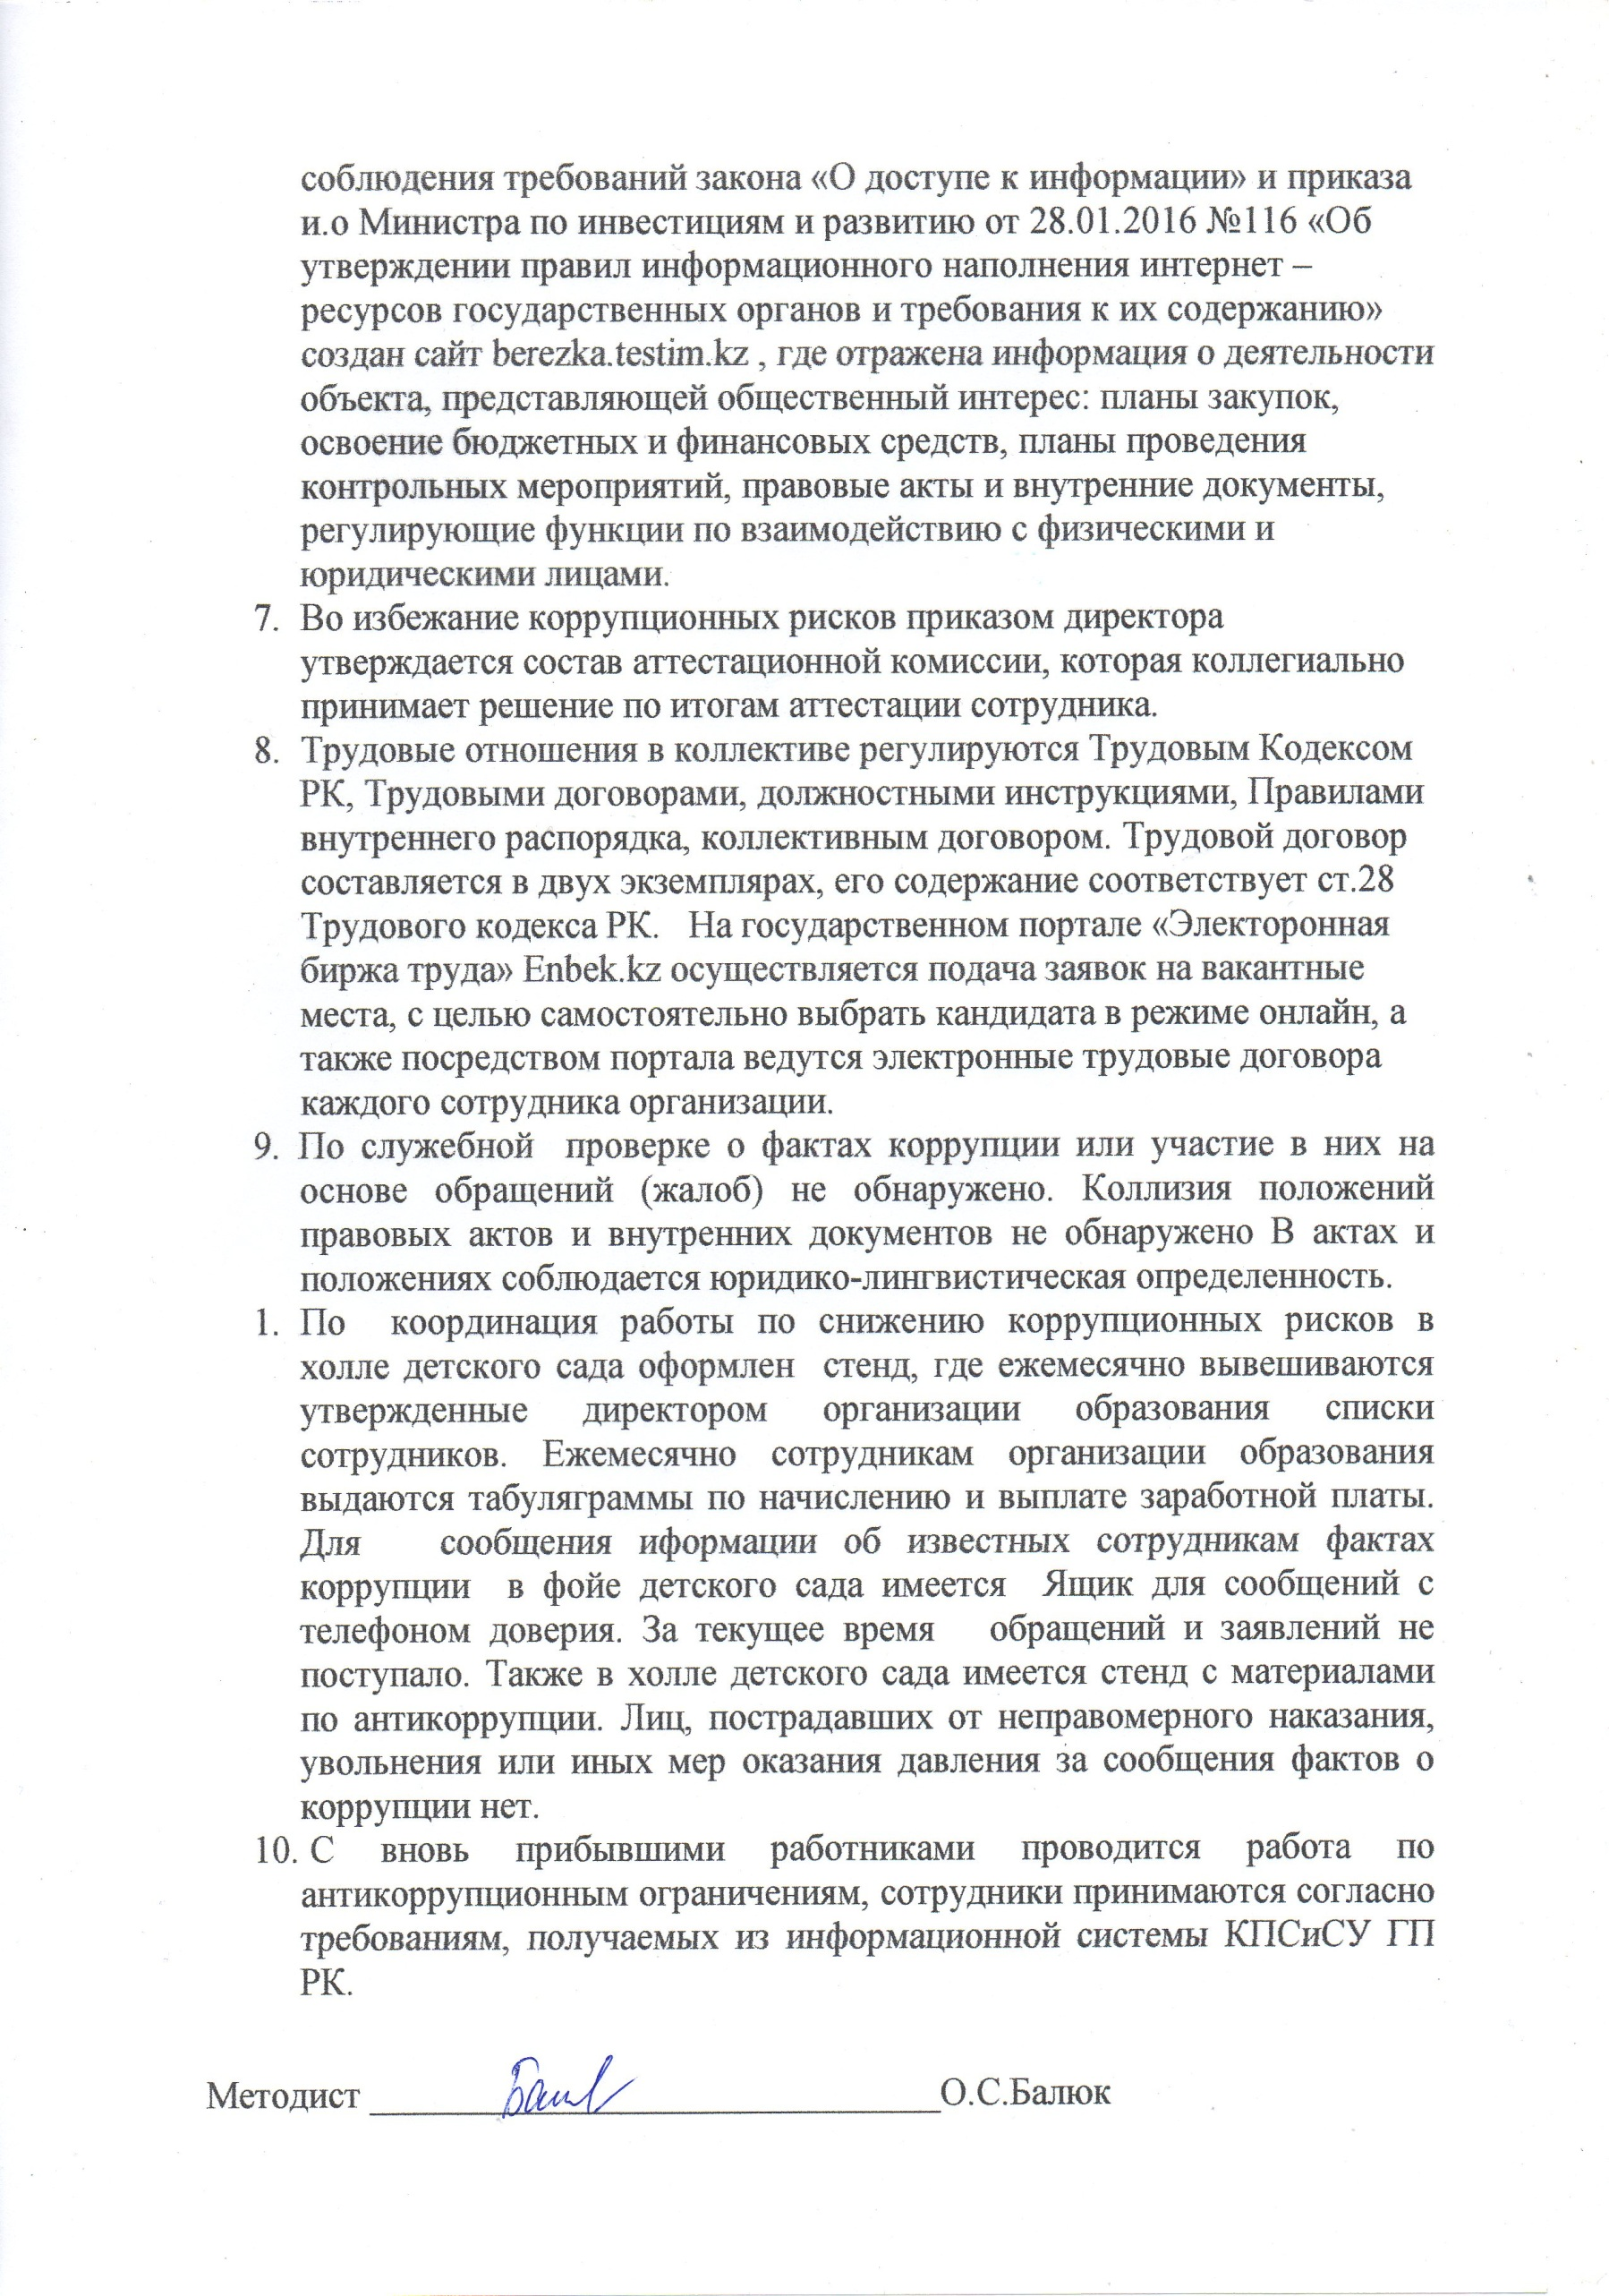 соблюдения требований закона «О доступе к информации» и приказа
и.о Министра по инвестициям и развитию от 28.01.2016 №116 «Об
утверждении правил информационного наполнения интернет –
ресурсов государственных органов и требования к их содержанию»
создан сайт berezka.testim.kz , где отражена информация о деятельности
объекта, представляющей общественный интерес: планы закупок,
освоение бюджетных и финансовых средств, планы проведения
контрольных мероприятий, правовые акты и внутренние документы,
регулирующие функции по взаимодействию с физическими и
юридическими лицами.
7. Во избежание коррупционных рисков приказом директора
утверждается состав аттестационной комиссии, которая коллегиально
принимает решение по итогам аттестации сотрудника.
8. Трудовые отношения в коллективе регулируются Трудовым Кодексом
РК, Трудовыми договорами, должностными инструкциями, Правилами
внутреннего распорядка, коллективным договором. Трудовой договор
составляется в двух экземплярах, его содержание соответствует ст.28
Трудового кодекса РК. На государственном портале «Электоронная
биржа труда» Enbek.kz осуществляется подача заявок на вакантные
места, с целью самостоятельно выбрать кандидата в режиме онлайн, а
также посредством портала ведутся электронные трудовые договора
каждого сотрудника организации.
9. По служебной проверке о фактах коррупции или участие в них на
основе обращений (жалоб) не обнаружено. Коллизия положений
правовых актов и внутренних документов не обнаружено В актах и
положениях соблюдается юридико-лингвистическая определенность.
1. По координация работы по снижению коррупционных рисков в
холле детского сада оформлен стенд, где ежемесячно вывешиваются
утвержденные директором организации образования списки
сотрудников. Ежемесячно сотрудникам организации образования
выдаются табуляграммы по начислению и выплате заработной платы.
Для сообщения иформации об известных сотрудникам фактах
коррупции в фойе детского сада имеется Ящик для сообщений с
телефоном доверия. За текущее время обращений и заявлений не
поступало. Также в холле детского сада имеется стенд с материалами
по антикоррупции. Лиц, пострадавших от неправомерного наказания,
увольнения или иных мер оказания давления за сообщения фактов о
коррупции нет.
10. С вновь прибывшими работниками проводится работа по
антикоррупционным ограничениям, сотрудники принимаются согласно
требованиям, получаемых из информационной системы КПСиСУ ГП
РК.
Методист ______________________________О.С.Балюк